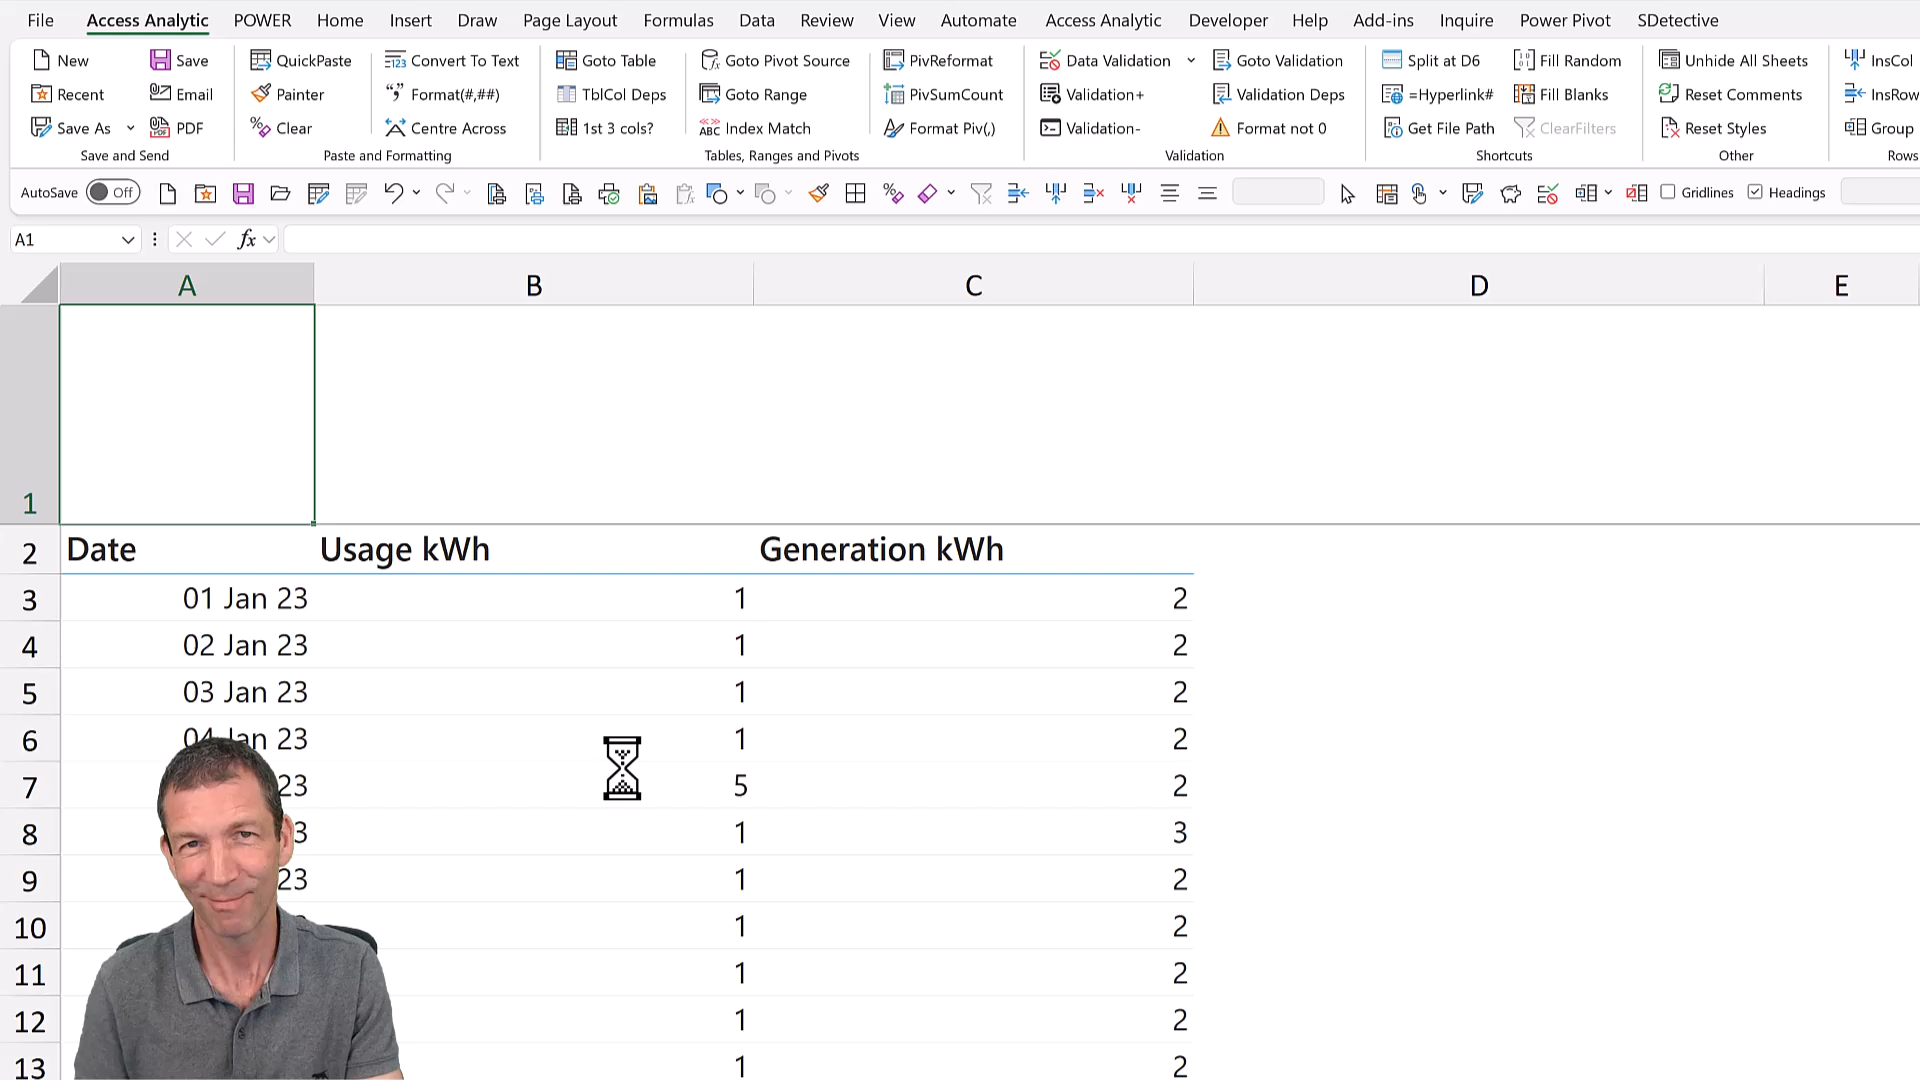 File Access Analytic POWER Home Insert Draw Page Layout Formulas Data Review View Automate Access Analytic Developer Help Add-ins Inquire Power Pivot SDetective
New Save QuickPaste Convert To Text Goto Table Goto Pivot Source PivReformat Data Validation Goto Validation Split at D6 Fill Random Unhide All Sheets InsCol
Recent Email Painter Format(#,##) TblCol Deps Goto Range PivSumCount Validation+ Validation Deps =Hyperlink# Fill Blanks Reset Comments InsRow
Save As PDF Clear Centre Across 1st 3 cols? Index Match Format Piv(,) Validation- Format not 0 Get File Path ClearFilters Reset Styles Group
Save and Send Paste and Formatting Tables, Ranges and Pivots Validation Shortcuts Other Rows
AutoSave Off Gridlines Headings
A1 fx
A B C D E
1
2 Date Usage kWh Generation kWh
3 01 Jan 23 1 2
4 02 Jan 23 1 2
5 03 Jan 23 1 2
6 04 Jan 23 1 2
7 23 5 2
8 3 1 3
9 23 1 2
10 1 2
11 1 2
12 1 2
13 1 2